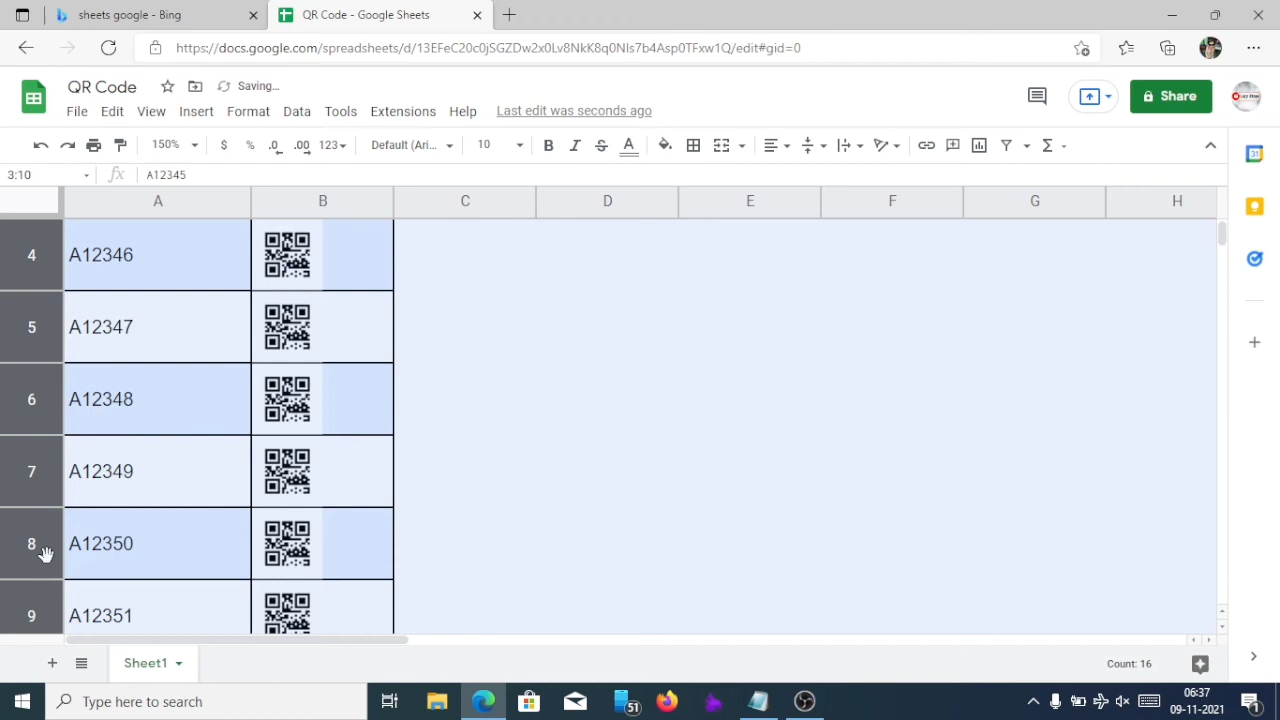 sheets google - Bing
QR Code - Google Sheets
https://docs.google.com/spreadsheets/d/13EFeC20c0jSGZDw2x0Lv8NkK8q0NIs7b4Asp0TFxw1Q/edit#gid=0
QR Code
Saving…
Share
File Edit View Insert Format Data Tools Extensions Help Last edit was seconds ago
150% $ % .0 .00 123 Default (Ari... 10 B I S A
3:10 fx A12345
A B C D E F G H
4 A12346
5 A12347
6 A12348
7 A12349
8 A12350
9 A12351
Sheet1
Count: 16
Type here to search
51
06:37
09-11-2021
1